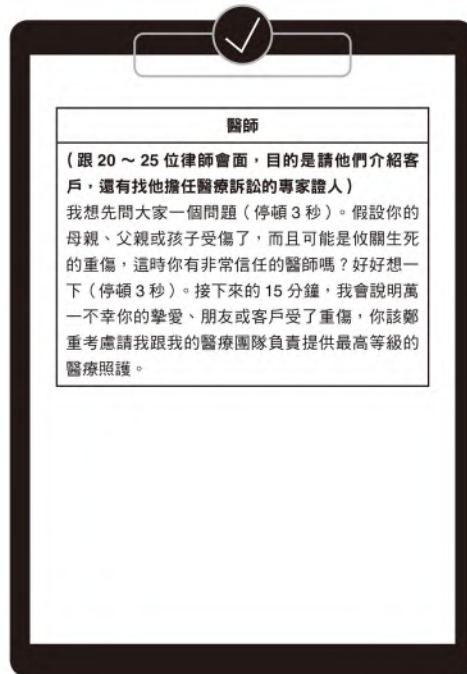 醫師
（跟 20 ～ 25 位律師會面，目的是請他們介紹客
戶，還有找他擔任醫療訴訟的專家證人）
我想先問大家一個問題（停頓 3 秒）。假設你的
母親、父親或孩子受傷了，而且可能是攸關生死
的重傷，這時你有非常信任的醫師嗎？好好想一
下（停頓 3 秒）。接下來的 15 分鐘，我會說明萬
一不幸你的摯愛、朋友或客戶受了重傷，你該鄭
重考慮請我跟我的醫療團隊負責提供最高等級的
醫療照護。